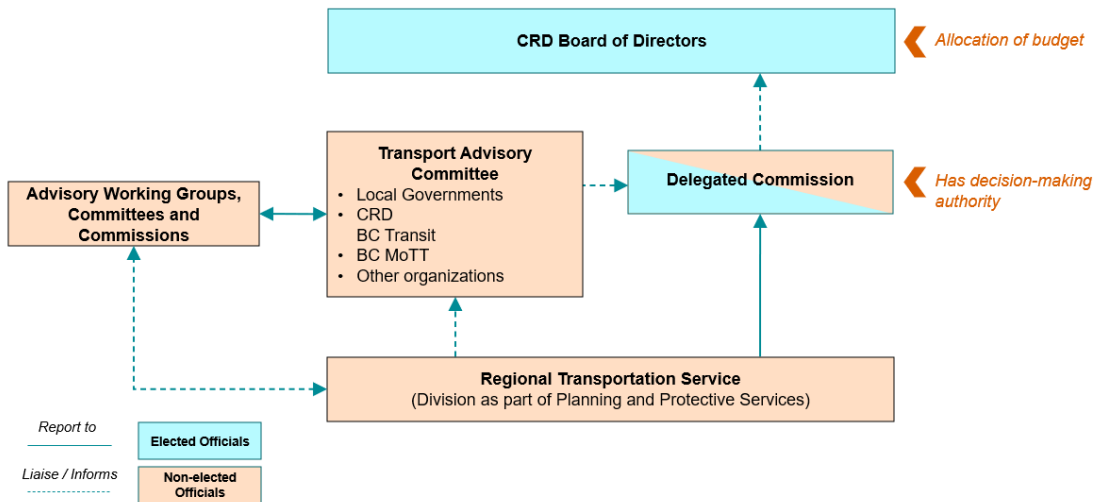 CRD Board of Directors
Allocation of budget
Transport Advisory
Committee
• Local Governments
• CRD
BC Transit
• BC MoTT
• Other organizations
Delegated Commission
Has decision-making
authority
Advisory Working Groups,
Committees and
Commissions
Regional Transportation Service
(Division as part of Planning and Protective Services)
Report to
Elected Officials
Liaise / Informs
Non-elected
Officials